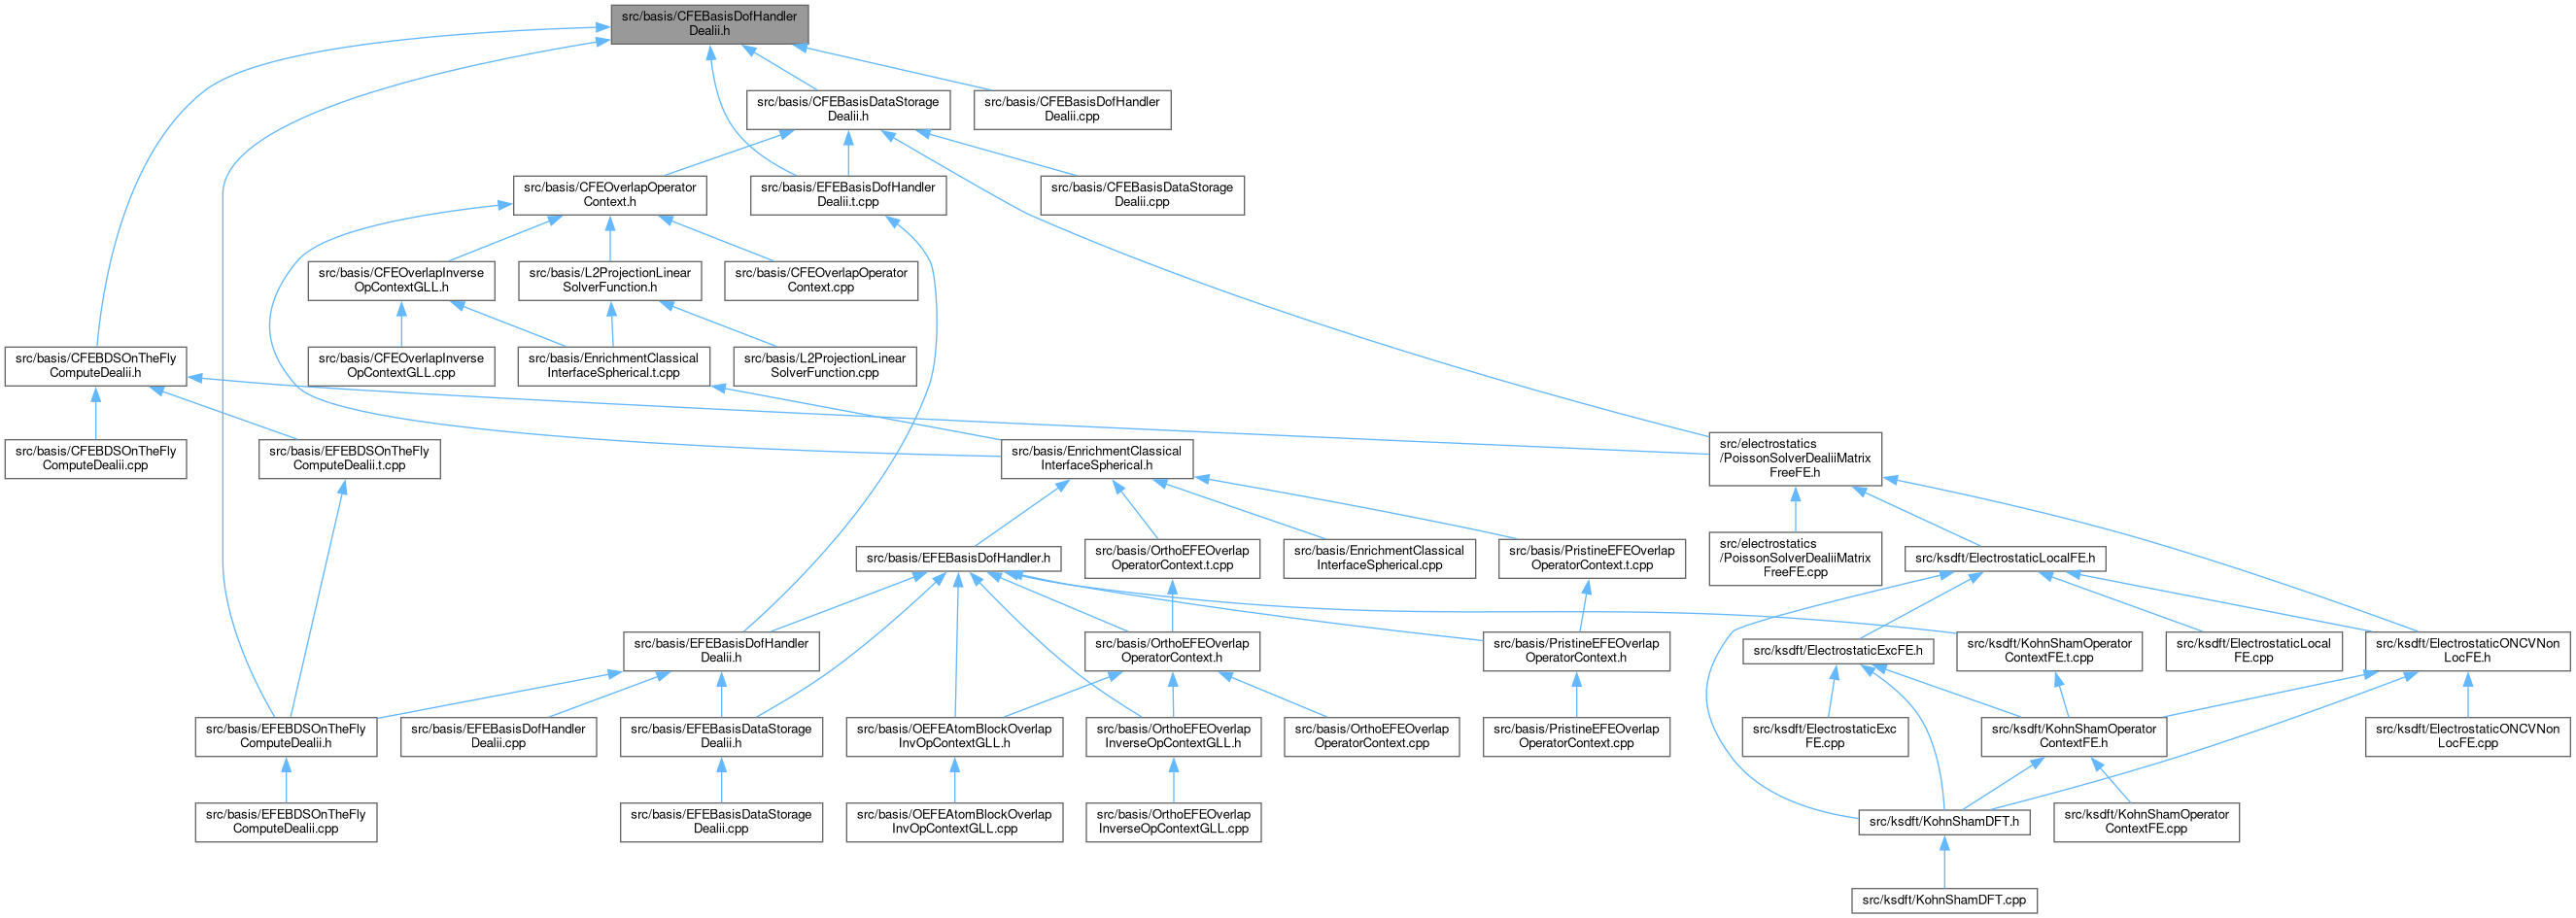 src/basis/CFEBasisDofHandler
Dealii.h
src/basis/CFEBasisDataStorage
Dealii.h
src/basis/CFEBasisDofHandler
Dealii.cpp
src/basis/CFEOverlapOperator
Context.h
src/basis/EFEBasisDofHandler
Dealii.t.cpp
src/basis/CFEBasisDataStorage
Dealii.cpp
src/basis/CFEOverlapInverse
OpContextGLL.h
src/basis/L2ProjectionLinear
SolverFunction.h
src/basis/CFEOverlapOperator
Context.cpp
src/basis/CFEBDSOnTheFly
ComputeDealii.h
src/basis/CFEOverlapInverse
OpContextGLL.cpp
src/basis/EnrichmentClassical
InterfaceSpherical.t.cpp
src/basis/L2ProjectionLinear
SolverFunction.cpp
src/basis/CFEBDSOnTheFly
ComputeDealii.cpp
src/basis/EFEBDSOnTheFly
ComputeDealii.t.cpp
src/basis/EnrichmentClassical
InterfaceSpherical.h
src/electrostatics
/PoissonSolverDealiiMatrix
FreeFE.h
src/basis/EFEBasisDofHandler.h
src/basis/OrthoEFEOverlap
OperatorContext.t.cpp
src/basis/EnrichmentClassical
InterfaceSpherical.cpp
src/basis/PristineEFEOverlap
OperatorContext.t.cpp
src/electrostatics
/PoissonSolverDealiiMatrix
FreeFE.cpp
src/ksdft/ElectrostaticLocalFE.h
src/basis/EFEBasisDofHandler
Dealii.h
src/basis/OrthoEFEOverlap
OperatorContext.h
src/basis/PristineEFEOverlap
OperatorContext.h
src/ksdft/ElectrostaticExcFE.h
src/ksdft/KohnShamOperator
ContextFE.t.cpp
src/ksdft/ElectrostaticLocal
FE.cpp
src/ksdft/ElectrostaticONCVNon
LocFE.h
src/basis/EFEBDSOnTheFly
ComputeDealii.h
src/basis/EFEBasisDofHandler
Dealii.cpp
src/basis/EFEBasisDataStorage
Dealii.h
src/basis/OEFEAtomBlockOverlap
InvOpContextGLL.h
src/basis/OrthoEFEOverlap
InverseOpContextGLL.h
src/basis/OrthoEFEOverlap
OperatorContext.cpp
src/basis/PristineEFEOverlap
OperatorContext.cpp
src/ksdft/ElectrostaticExc
FE.cpp
src/ksdft/KohnShamOperator
ContextFE.h
src/ksdft/ElectrostaticONCVNon
LocFE.cpp
src/basis/EFEBDSOnTheFly
ComputeDealii.cpp
src/basis/EFEBasisDataStorage
Dealii.cpp
src/basis/OEFEAtomBlockOverlap
InvOpContextGLL.cpp
src/basis/OrthoEFEOverlap
InverseOpContextGLL.cpp
src/ksdft/KohnShamDFT.h
src/ksdft/KohnShamOperator
ContextFE.cpp
src/ksdft/KohnShamDFT.cpp